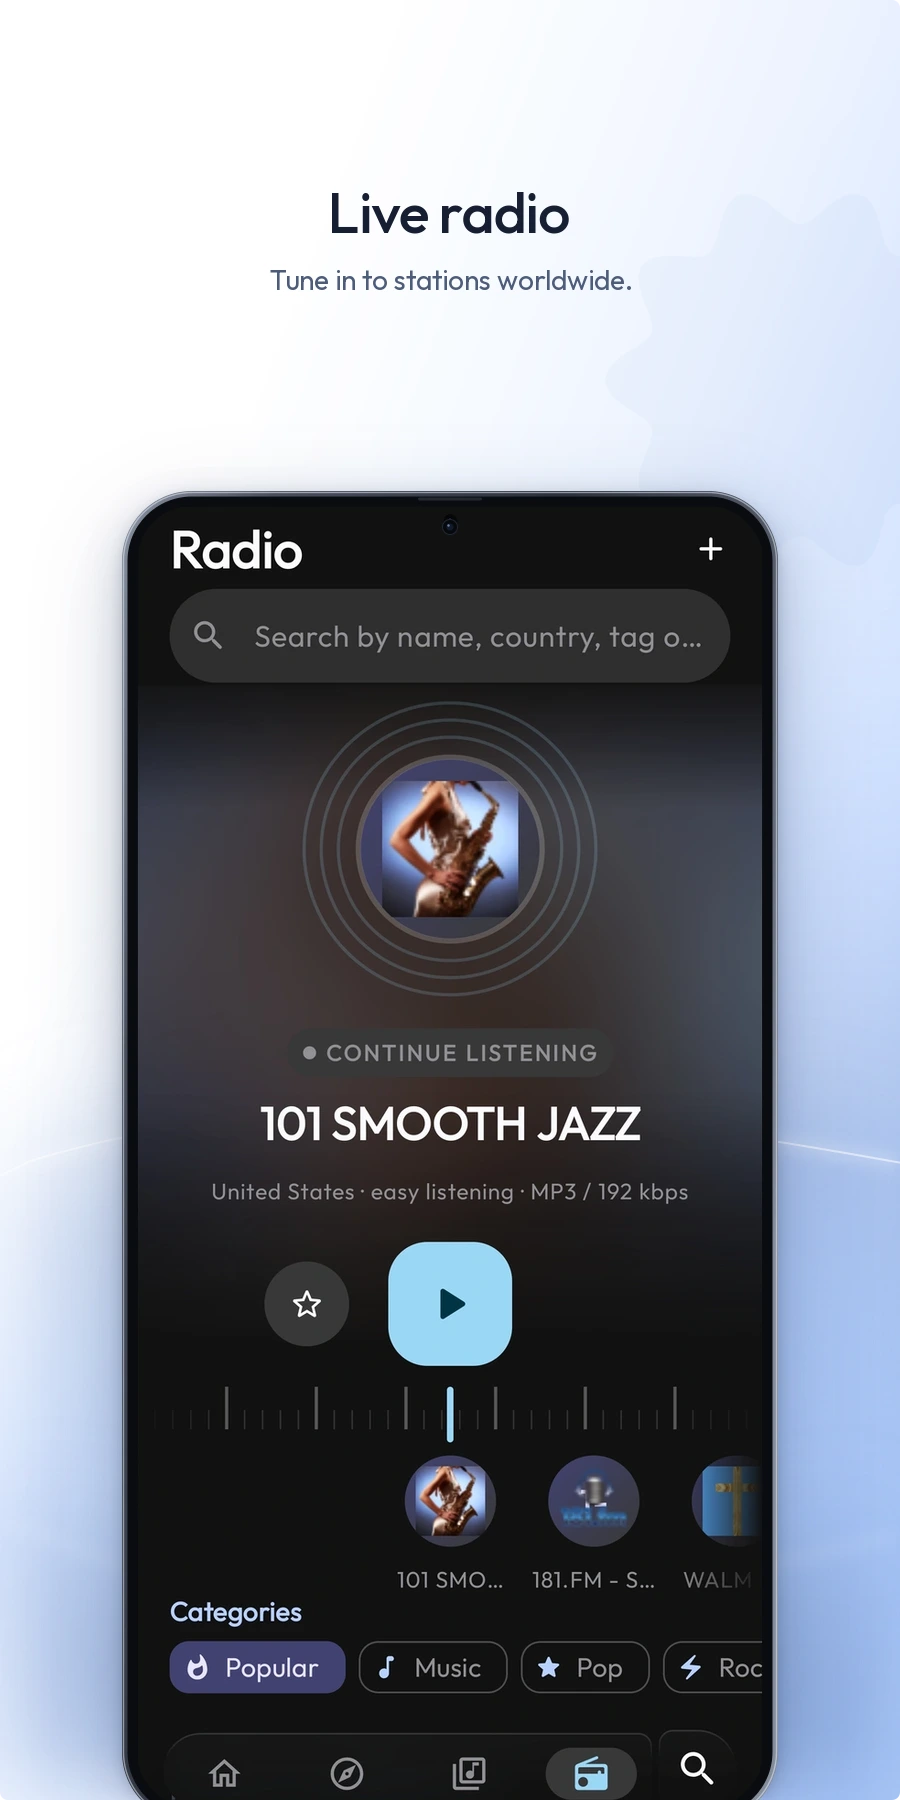 Live radio
Tune in to stations worldwide.
Radio
Search by name, country, tag o...
CONTINUE LISTENING
101 SMOOTH JAZZ
United States · easy listening · MP3 / 192 kbps
101 SMO... 181.FM - S... WALM
Categories
Popular Music Pop Roc